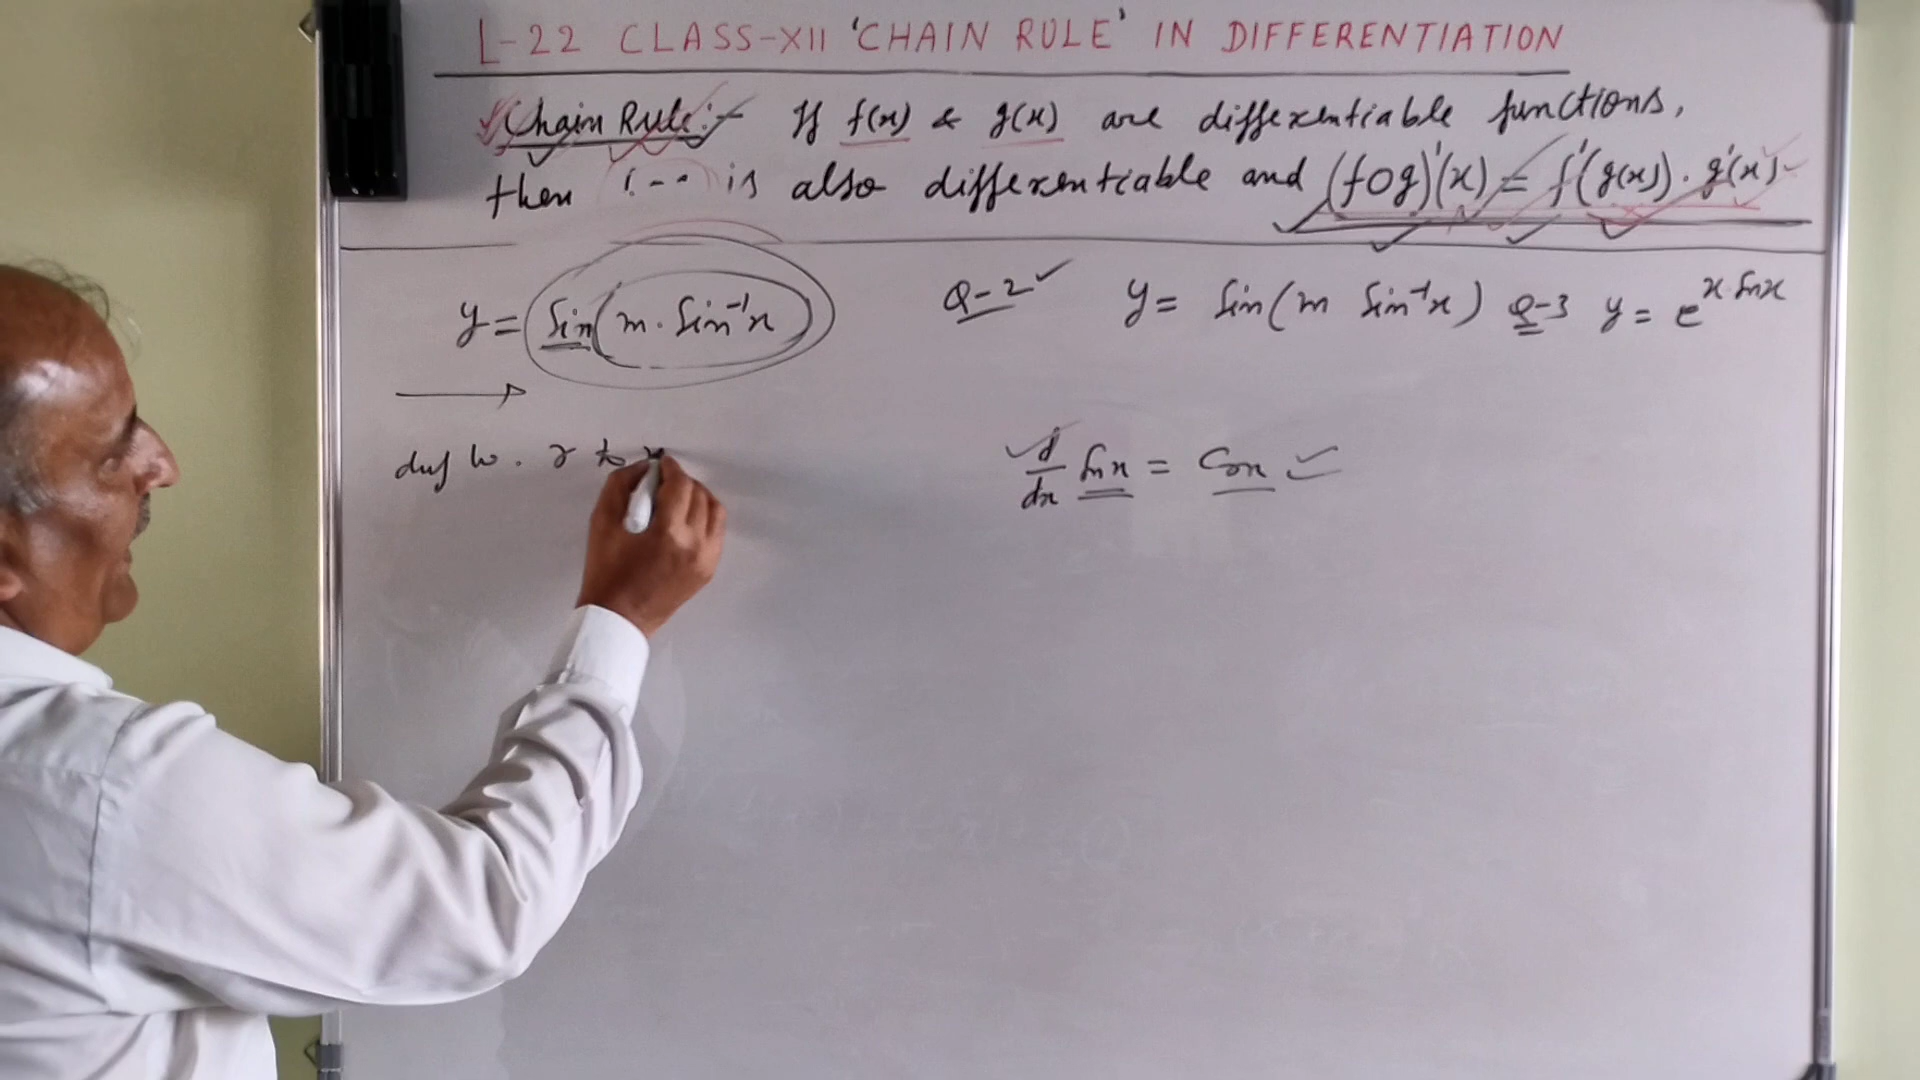 L-22 CLASS-XII 'CHAIN RULE' IN DIFFERENTIATION
Chain Rule:- If f(x) & g(x) are differentiable functions,
then is also differentiable and (fog)'(x) = f'(g(x)). g'(x).
y = Sin(m. Sin⁻¹x)
Q-2 y = Sin(m Sin⁻¹x) Q-3 y = e^x.Sinx
w. r to x
d/dx Sinx = Cosx